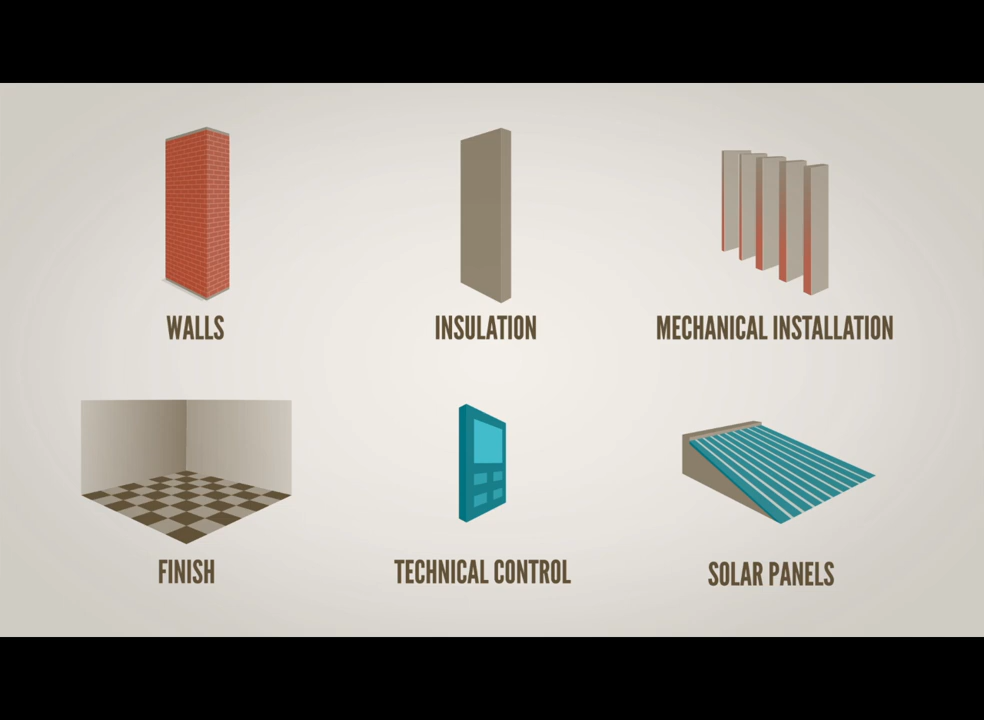 WALLS
INSULATION
MECHANICAL INSTALLATION
FINISH
TECHNICAL CONTROL
SOLAR PANELS